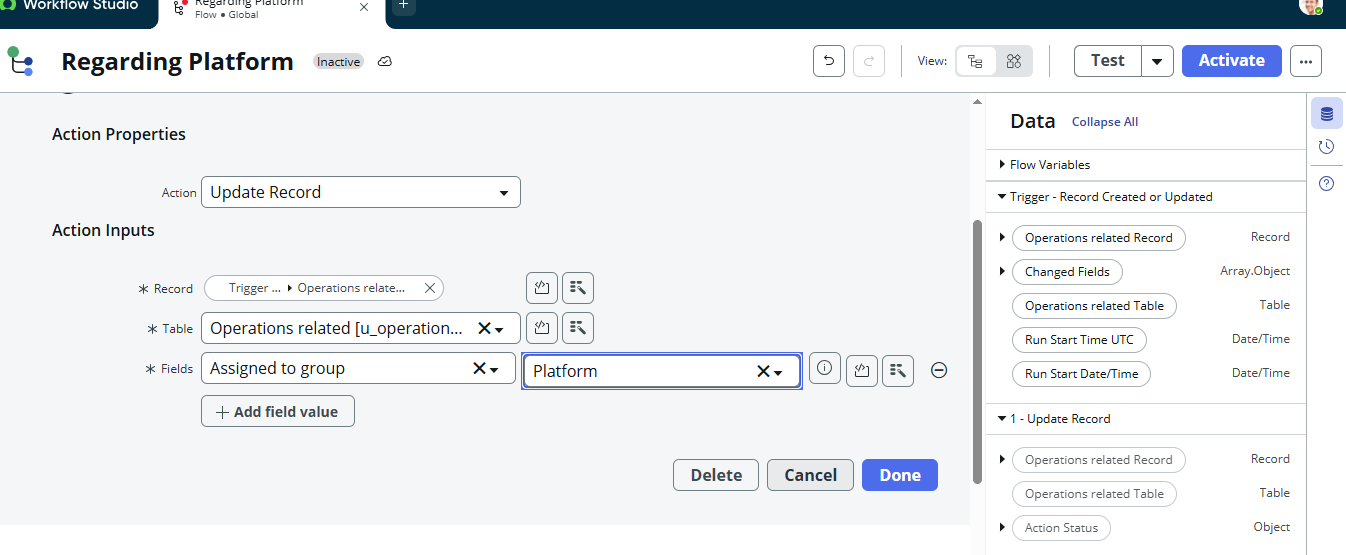 Workflow Studio
Regarding Platform
Flow • Global
Regarding Platform
Inactive
View:
Test
Activate
Action Properties
Action
Update Record
Action Inputs
Record
Trigger ... ▸ Operations relate...
Table
Operations related [u_operation...
Fields
Assigned to group
Platform
Add field value
Delete
Cancel
Done
Data
Collapse All
Flow Variables
Trigger - Record Created or Updated
Operations related Record Record
Changed Fields Array.Object
Operations related Table Table
Run Start Time UTC Date/Time
Run Start Date/Time Date/Time
1 - Update Record
Operations related Record Record
Operations related Table Table
Action Status Object